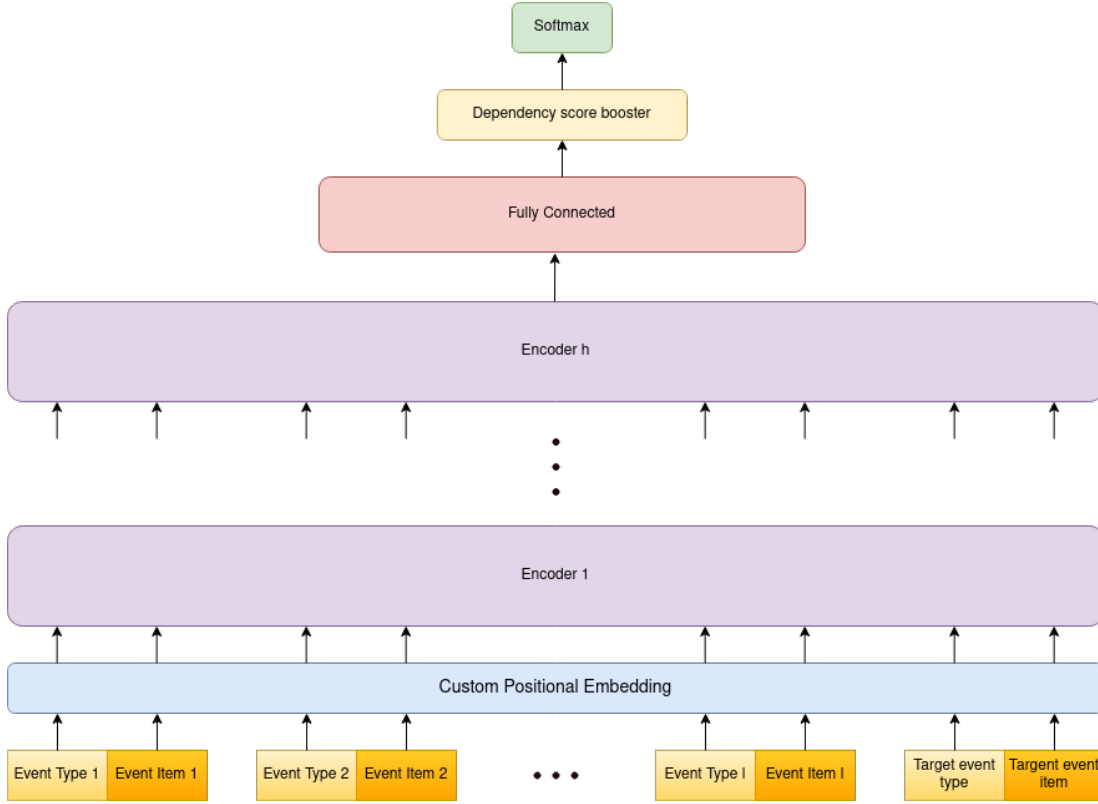 Softmax
Dependency score booster
Fully Connected
Encoder h
Encoder 1
Custom Positional Embedding
Event Type 1 Event Item 1 Event Type 2 Event Item 2 Event Type l Event Item l Target event Targent event
type item